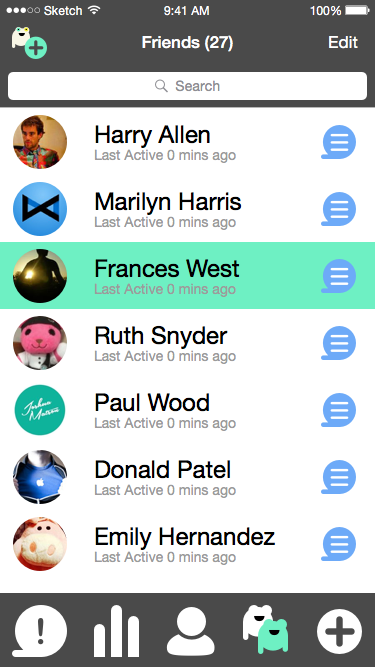 Sketch 9:41 AM 100%
Friends (27) Edit
Search
Harry Allen
Last Active 0 mins ago
Marilyn Harris
Last Active 0 mins ago
Frances West
Last Active 0 mins ago
Ruth Snyder
Last Active 0 mins ago
Paul Wood
Last Active 0 mins ago
Donald Patel
Last Active 0 mins ago
Emily Hernandez
Last Active 0 mins ago
!